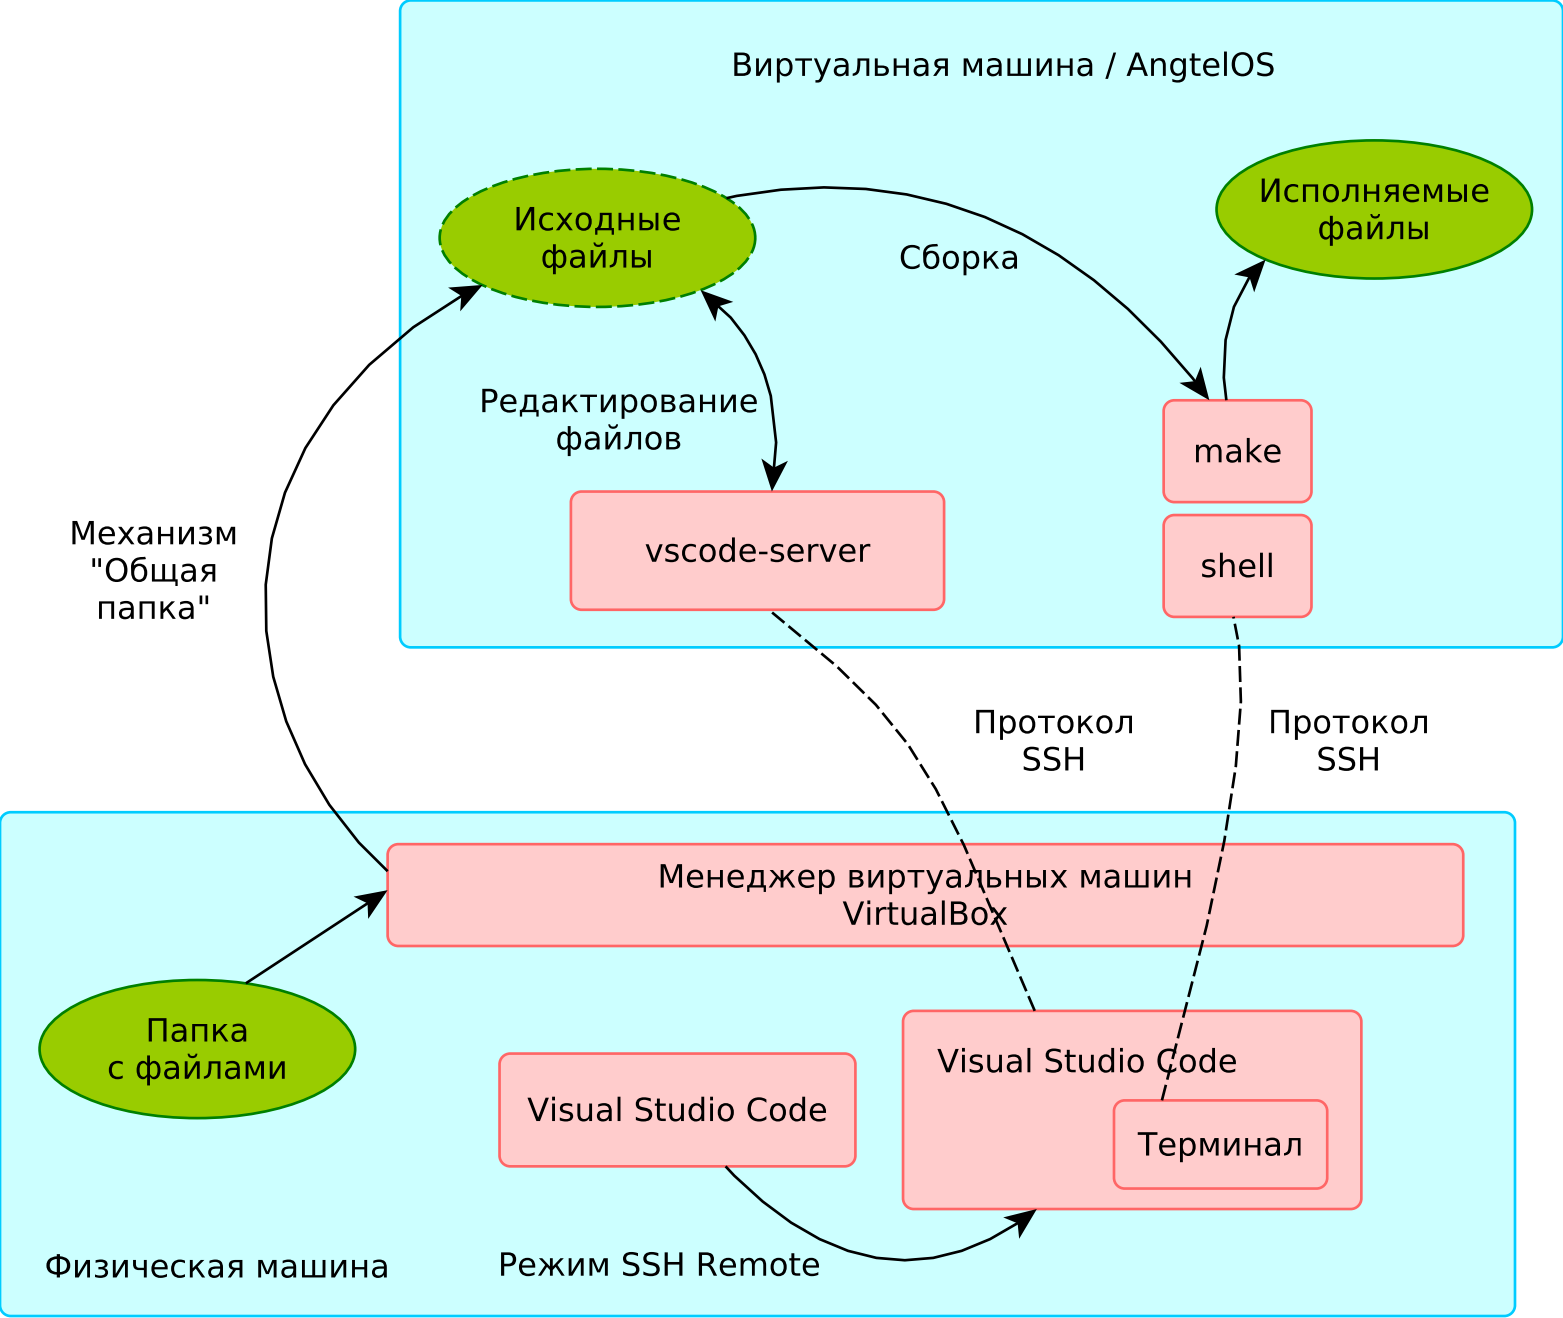 Виртуальная машина / AngtelOS
Исходные
файлы
Исполняемые
файлы
Сборка
Редактирование
файлов
make
vscode-server
shell
Механизм
"Общая
папка"
Протокол
SSH
Протокол
SSH
Менеджер виртуальных машин
VirtualBox
Папка
с файлами
Visual Studio Code
Visual Studio Code
Терминал
Физическая машина
Режим SSH Remote